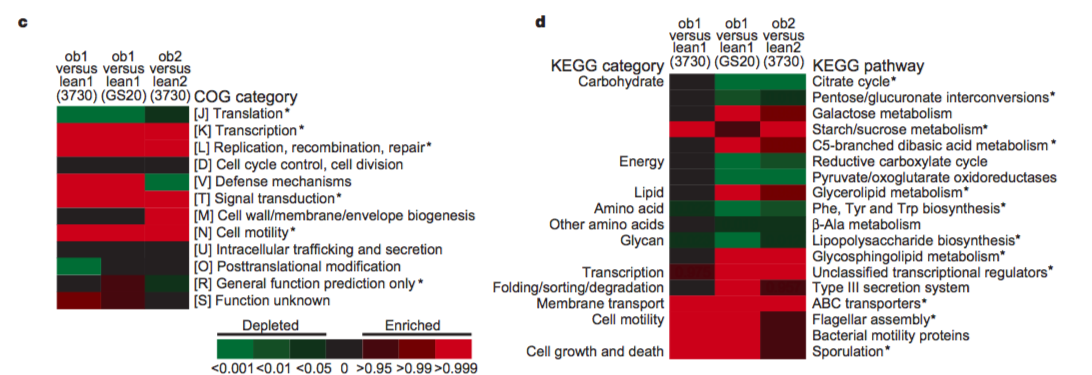 c
ob1 versus lean1 (3730)
ob1 versus lean1 (GS20)
ob2 versus lean2 (3730)
COG category
[J] Translation*
[K] Transcription*
[L] Replication, recombination, repair*
[D] Cell cycle control, cell division
[V] Defense mechanisms
[T] Signal transduction*
[M] Cell wall/membrane/envelope biogenesis
[N] Cell motility*
[U] Intracellular trafficking and secretion
[O] Posttranslational modification
[R] General function prediction only*
[S] Function unknown
Depleted Enriched
<0.001 <0.01 <0.05 0 >0.95 >0.99 >0.999
d
ob1 versus lean1 (3730)
ob1 versus lean1 (GS20)
ob2 versus lean2 (3730)
KEGG category KEGG pathway
Carbohydrate Citrate cycle*
Pentose/glucuronate interconversions*
Galactose metabolism
Starch/sucrose metabolism*
C5-branched dibasic acid metabolism*
Energy Reductive carboxylate cycle
Pyruvate/oxoglutarate oxidoreductases
Lipid Glycerolipid metabolism*
Amino acid Phe, Tyr and Trp biosynthesis*
Other amino acids β-Ala metabolism
Glycan Lipopolysaccharide biosynthesis*
Glycosphingolipid metabolism*
Transcription Unclassified transcriptional regulators*
Folding/sorting/degradation Type III secretion system
Membrane transport ABC transporters*
Cell motility Flagellar assembly*
Bacterial motility proteins
Cell growth and death Sporulation*